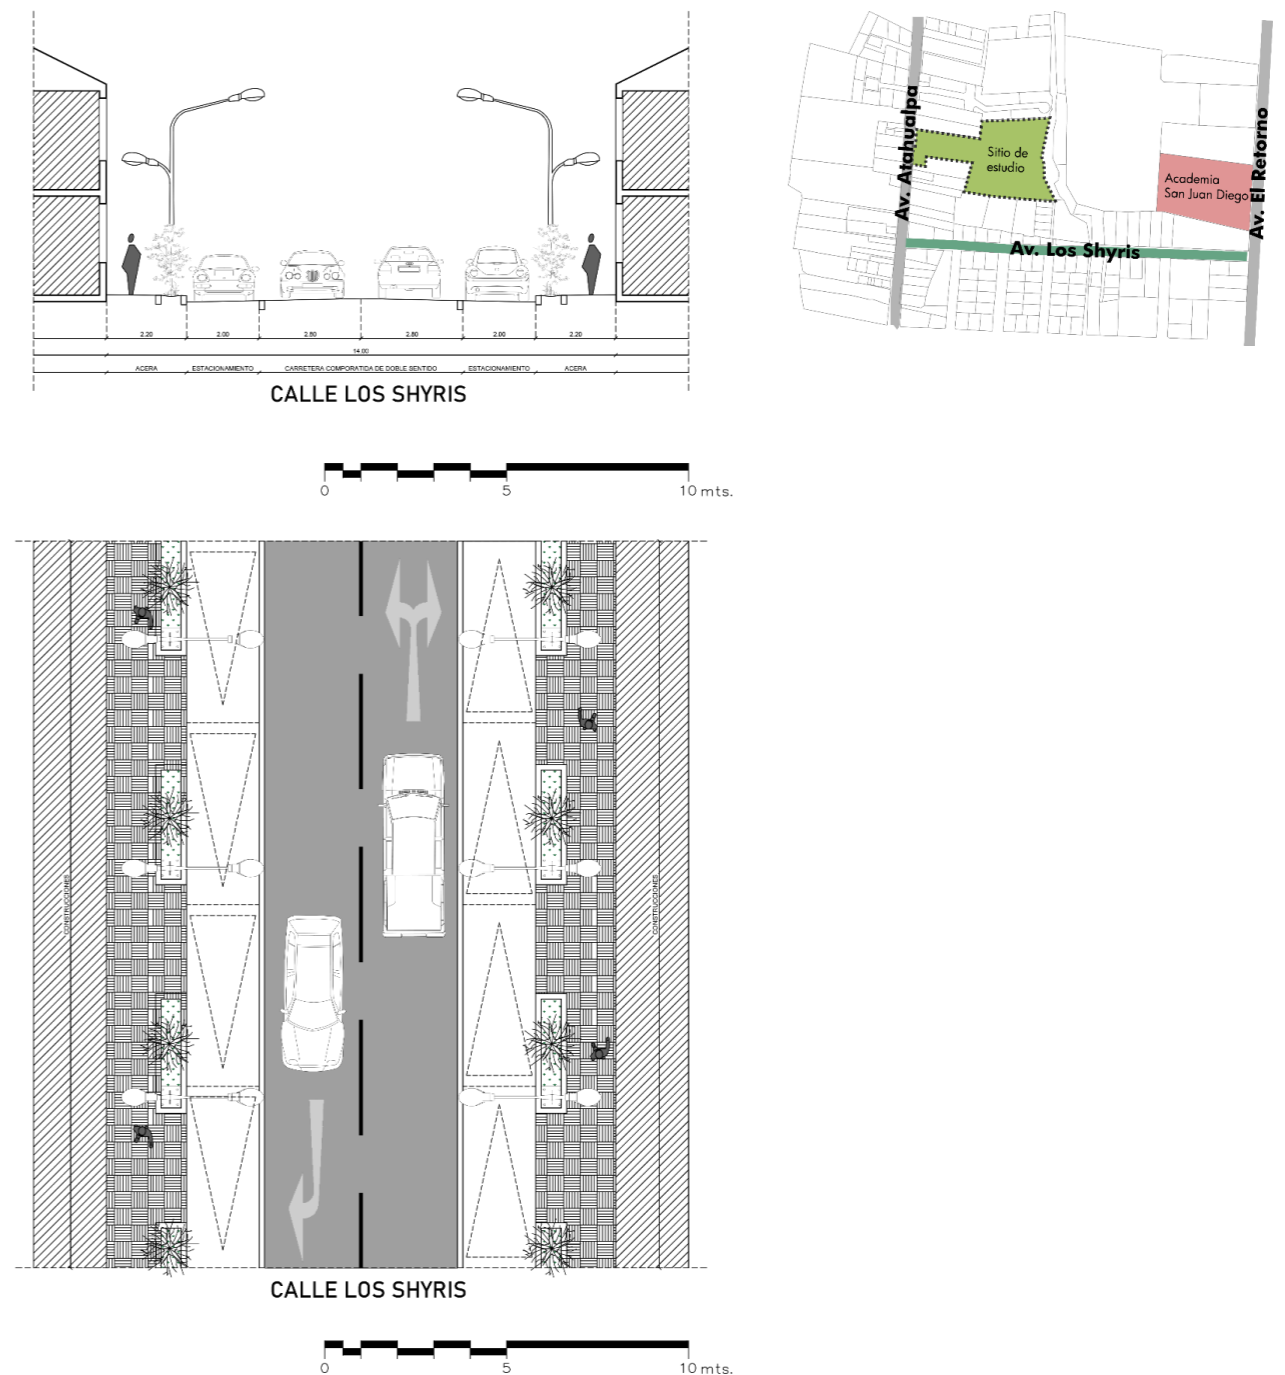 2.20 2.00 2.80 2.80 2.00 2.20
14.00
ACERA ESTACIONAMIENTO CARRETERA COMPORATIDA DE DOBLE SENTIDO ESTACIONAMIENTO ACERA
CALLE LOS SHYRIS
0 5 10 mts.
Av. Atahualpa
Sitio de
estudio
Academia
San Juan Diego
Av. El Retorno
Av. Los Shyris
CONSTRUCCIONES
CONSTRUCCIONES
CALLE LOS SHYRIS
0 5 10 mts.